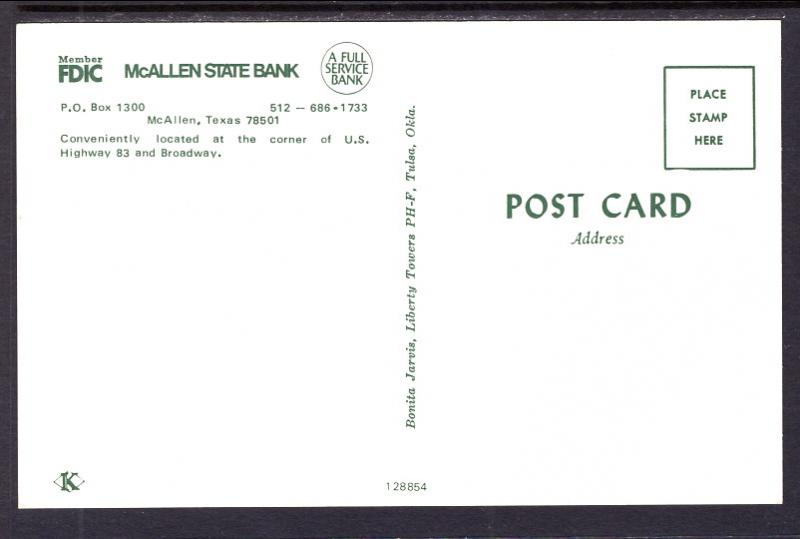 Member
FDIC McALLEN STATE BANK
A FULL
SERVICE
BANK
P.O. Box 1300 512 — 686•1733
McAllen, Texas 78501
Conveniently located at the corner of U.S.
Highway 83 and Broadway.
Bonita Jarvis, Liberty Towers PH-F, Tulsa, Okla.
PLACE
STAMP
HERE
POST CARD
Address
K
128854